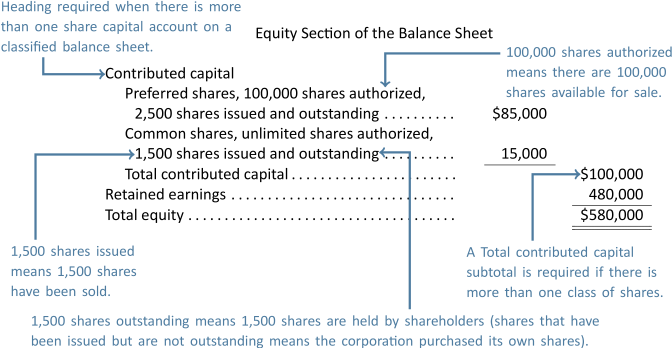 Heading required when there is more
than one share capital account on a
classified balance sheet.
Equity Section of the Balance Sheet
100,000 shares authorized
means there are 100,000
shares available for sale.
Contributed capital
Preferred shares, 100,000 shares authorized,
2,500 shares issued and outstanding . . . . . . . . . . $85,000
Common shares, unlimited shares authorized,
1,500 shares issued and outstanding . . . . . . . . . . 15,000
Total contributed capital . . . . . . . . . . . . . . . . . . . . . . . $100,000
Retained earnings . . . . . . . . . . . . . . . . . . . . . . . . . . . . . . . 480,000
Total equity . . . . . . . . . . . . . . . . . . . . . . . . . . . . . . . . . . . . . $580,000
1,500 shares issued
means 1,500 shares
have been sold.
A Total contributed capital
subtotal is required if there is
more than one class of shares.
1,500 shares outstanding means 1,500 shares are held by shareholders (shares that have
been issued but are not outstanding means the corporation purchased its own shares).